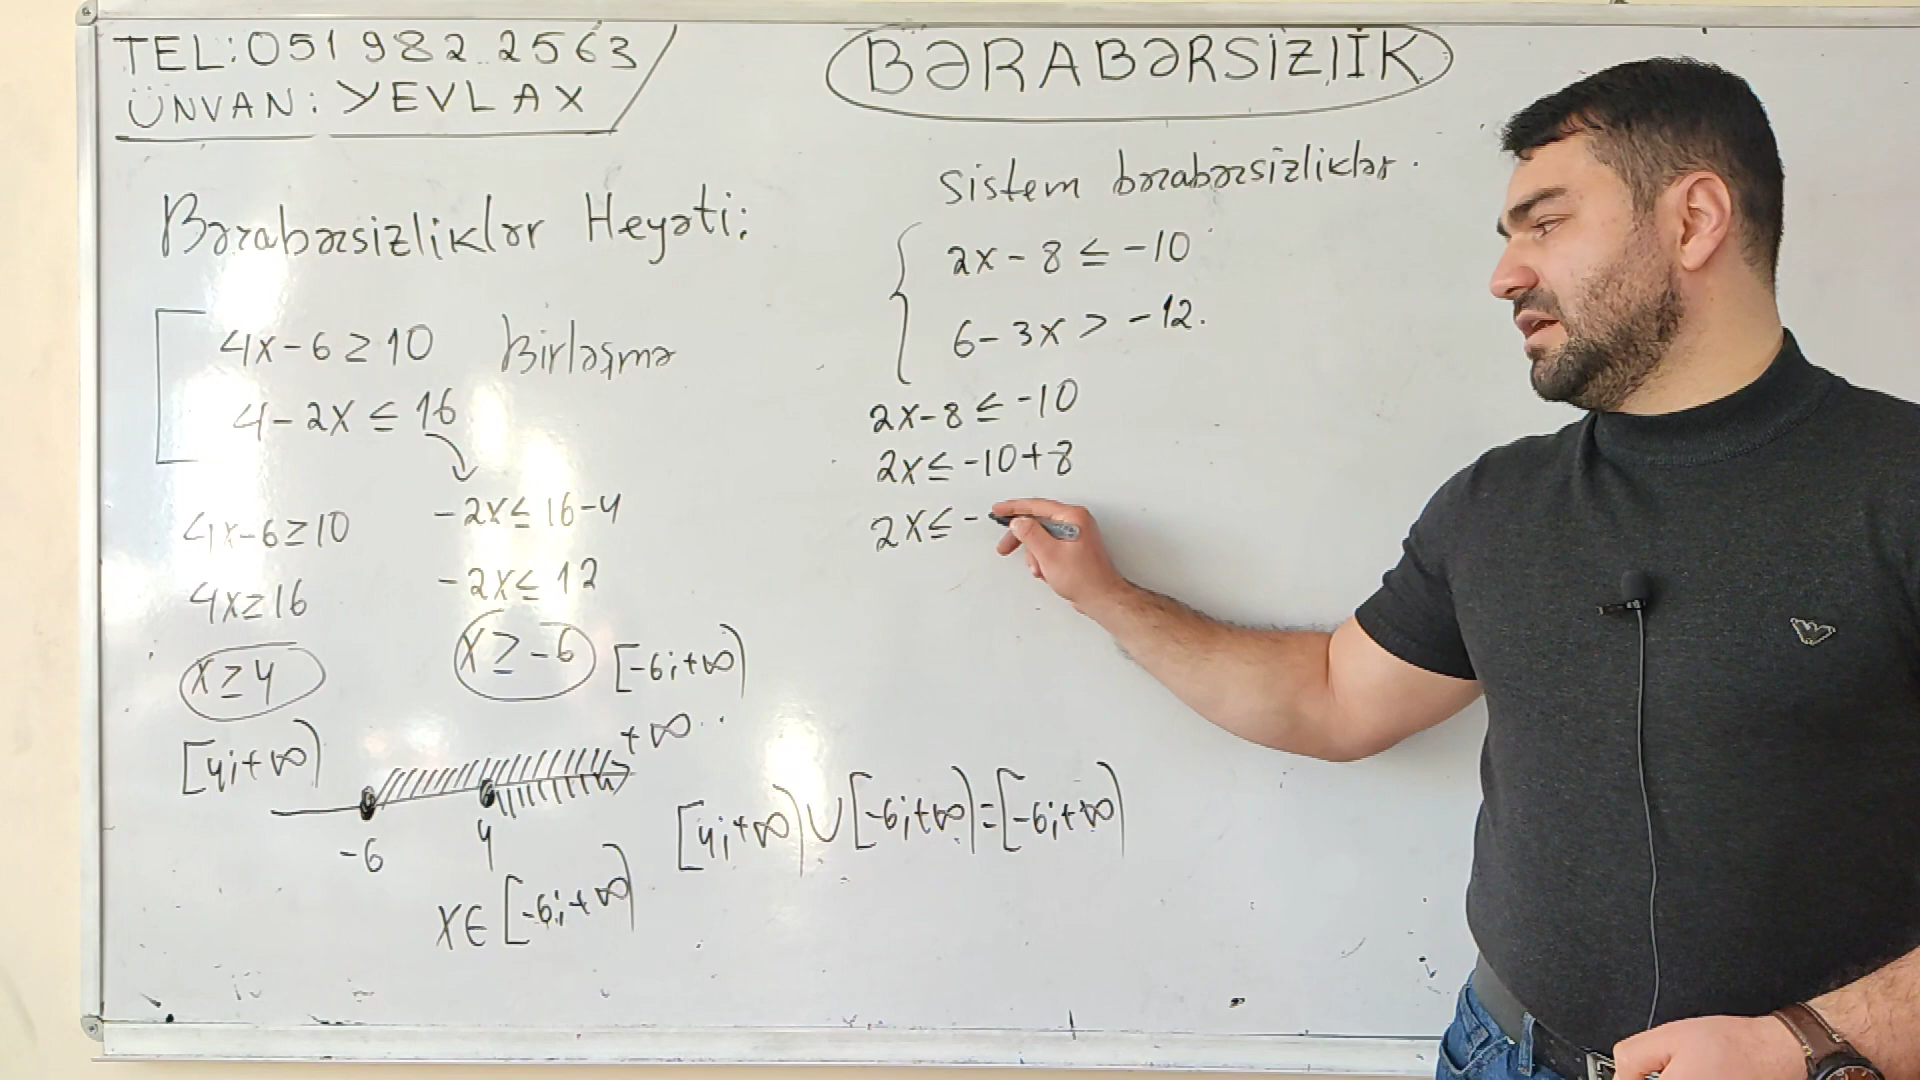 TEL: 051 982 2563
ÜNVAN: YEVLAX
BƏRABƏRSİZLİK
Bərabərsizliklər Heyəti:
4x-6≥10 Birləşmə
4-2x≤16
4x-6≥10
4x≥16
x≥4
[4;+∞)
-2x≤16-4
-2x≤12
x≥-6 [-6;+∞)
+∞
-6 4
x∈[-6;+∞)
[4;+∞)∪[-6;+∞)=[-6;+∞)
Sistem bərabərsizliklər.
2x-8≤-10
6-3x>-12.
2x-8≤-10
2x≤-10+8
2x≤-